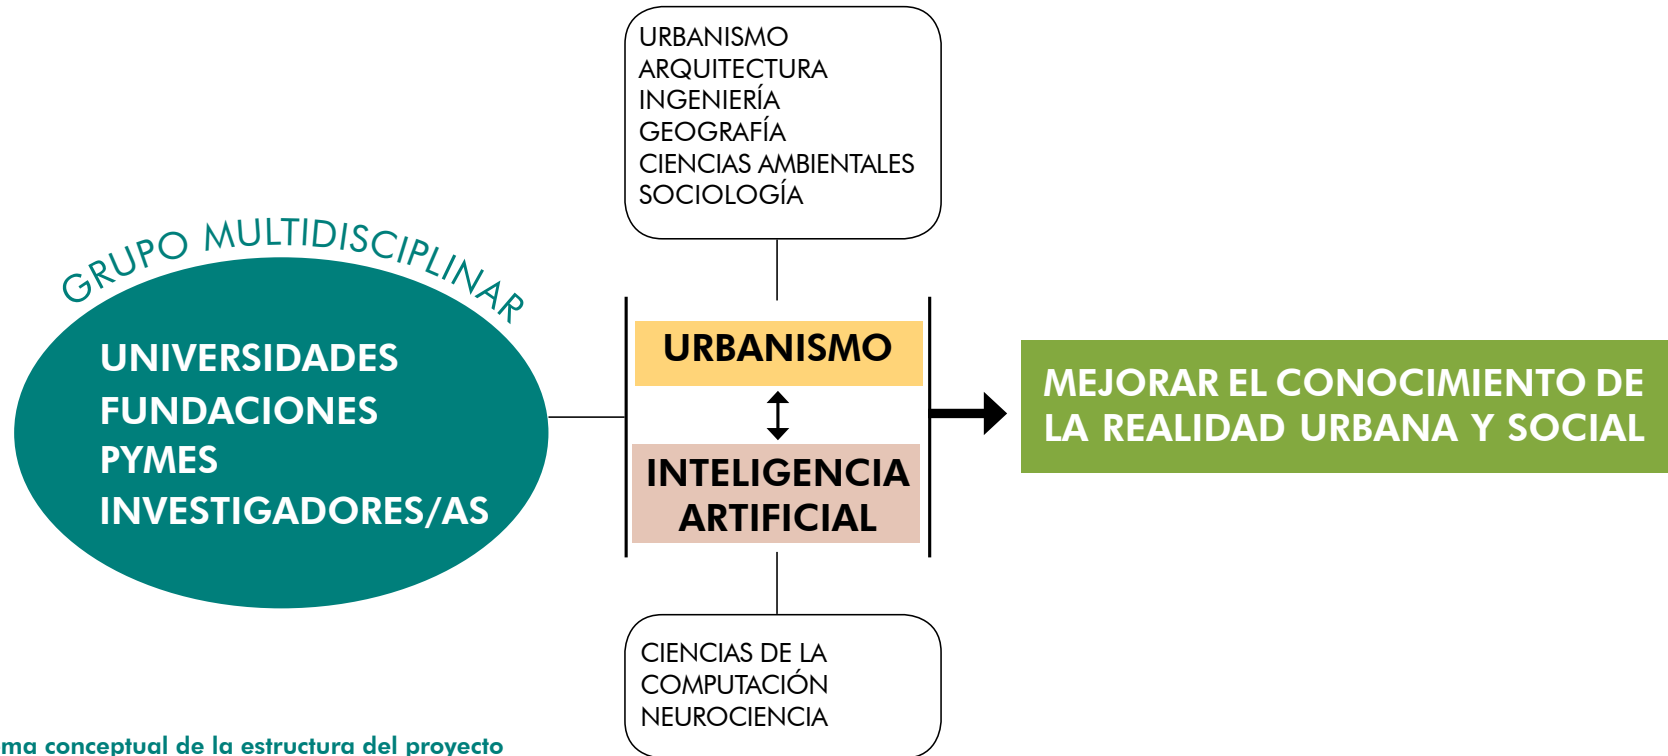 URBANISMO
ARQUITECTURA
INGENIERÍA
GEOGRAFÍA
CIENCIAS AMBIENTALES
SOCIOLOGÍA
GRUPO MULTIDISCIPLINAR
UNIVERSIDADES
FUNDACIONES
PYMES
INVESTIGADORES/AS
URBANISMO
INTELIGENCIA
ARTIFICIAL
MEJORAR EL CONOCIMIENTO DE
LA REALIDAD URBANA Y SOCIAL
CIENCIAS DE LA
COMPUTACIÓN
NEUROCIENCIA
ma conceptual de la estructura del proyecto